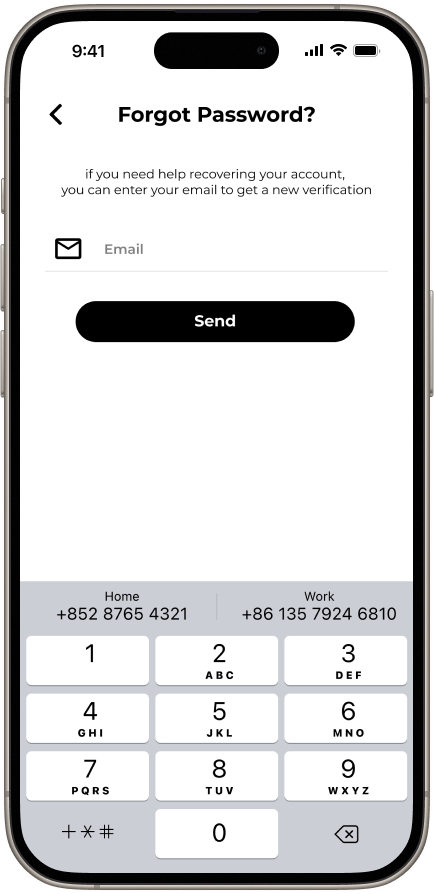 9:41
Forgot Password?
if you need help recovering your account,
you can enter your email to get a new verification
Email
Send
Home
+852 8765 4321
Work
+86 135 7924 6810
1
2
ABC
3
DEF
4
GHI
5
JKL
6
MNO
7
PQRS
8
TUV
9
WXYZ
+*#
0